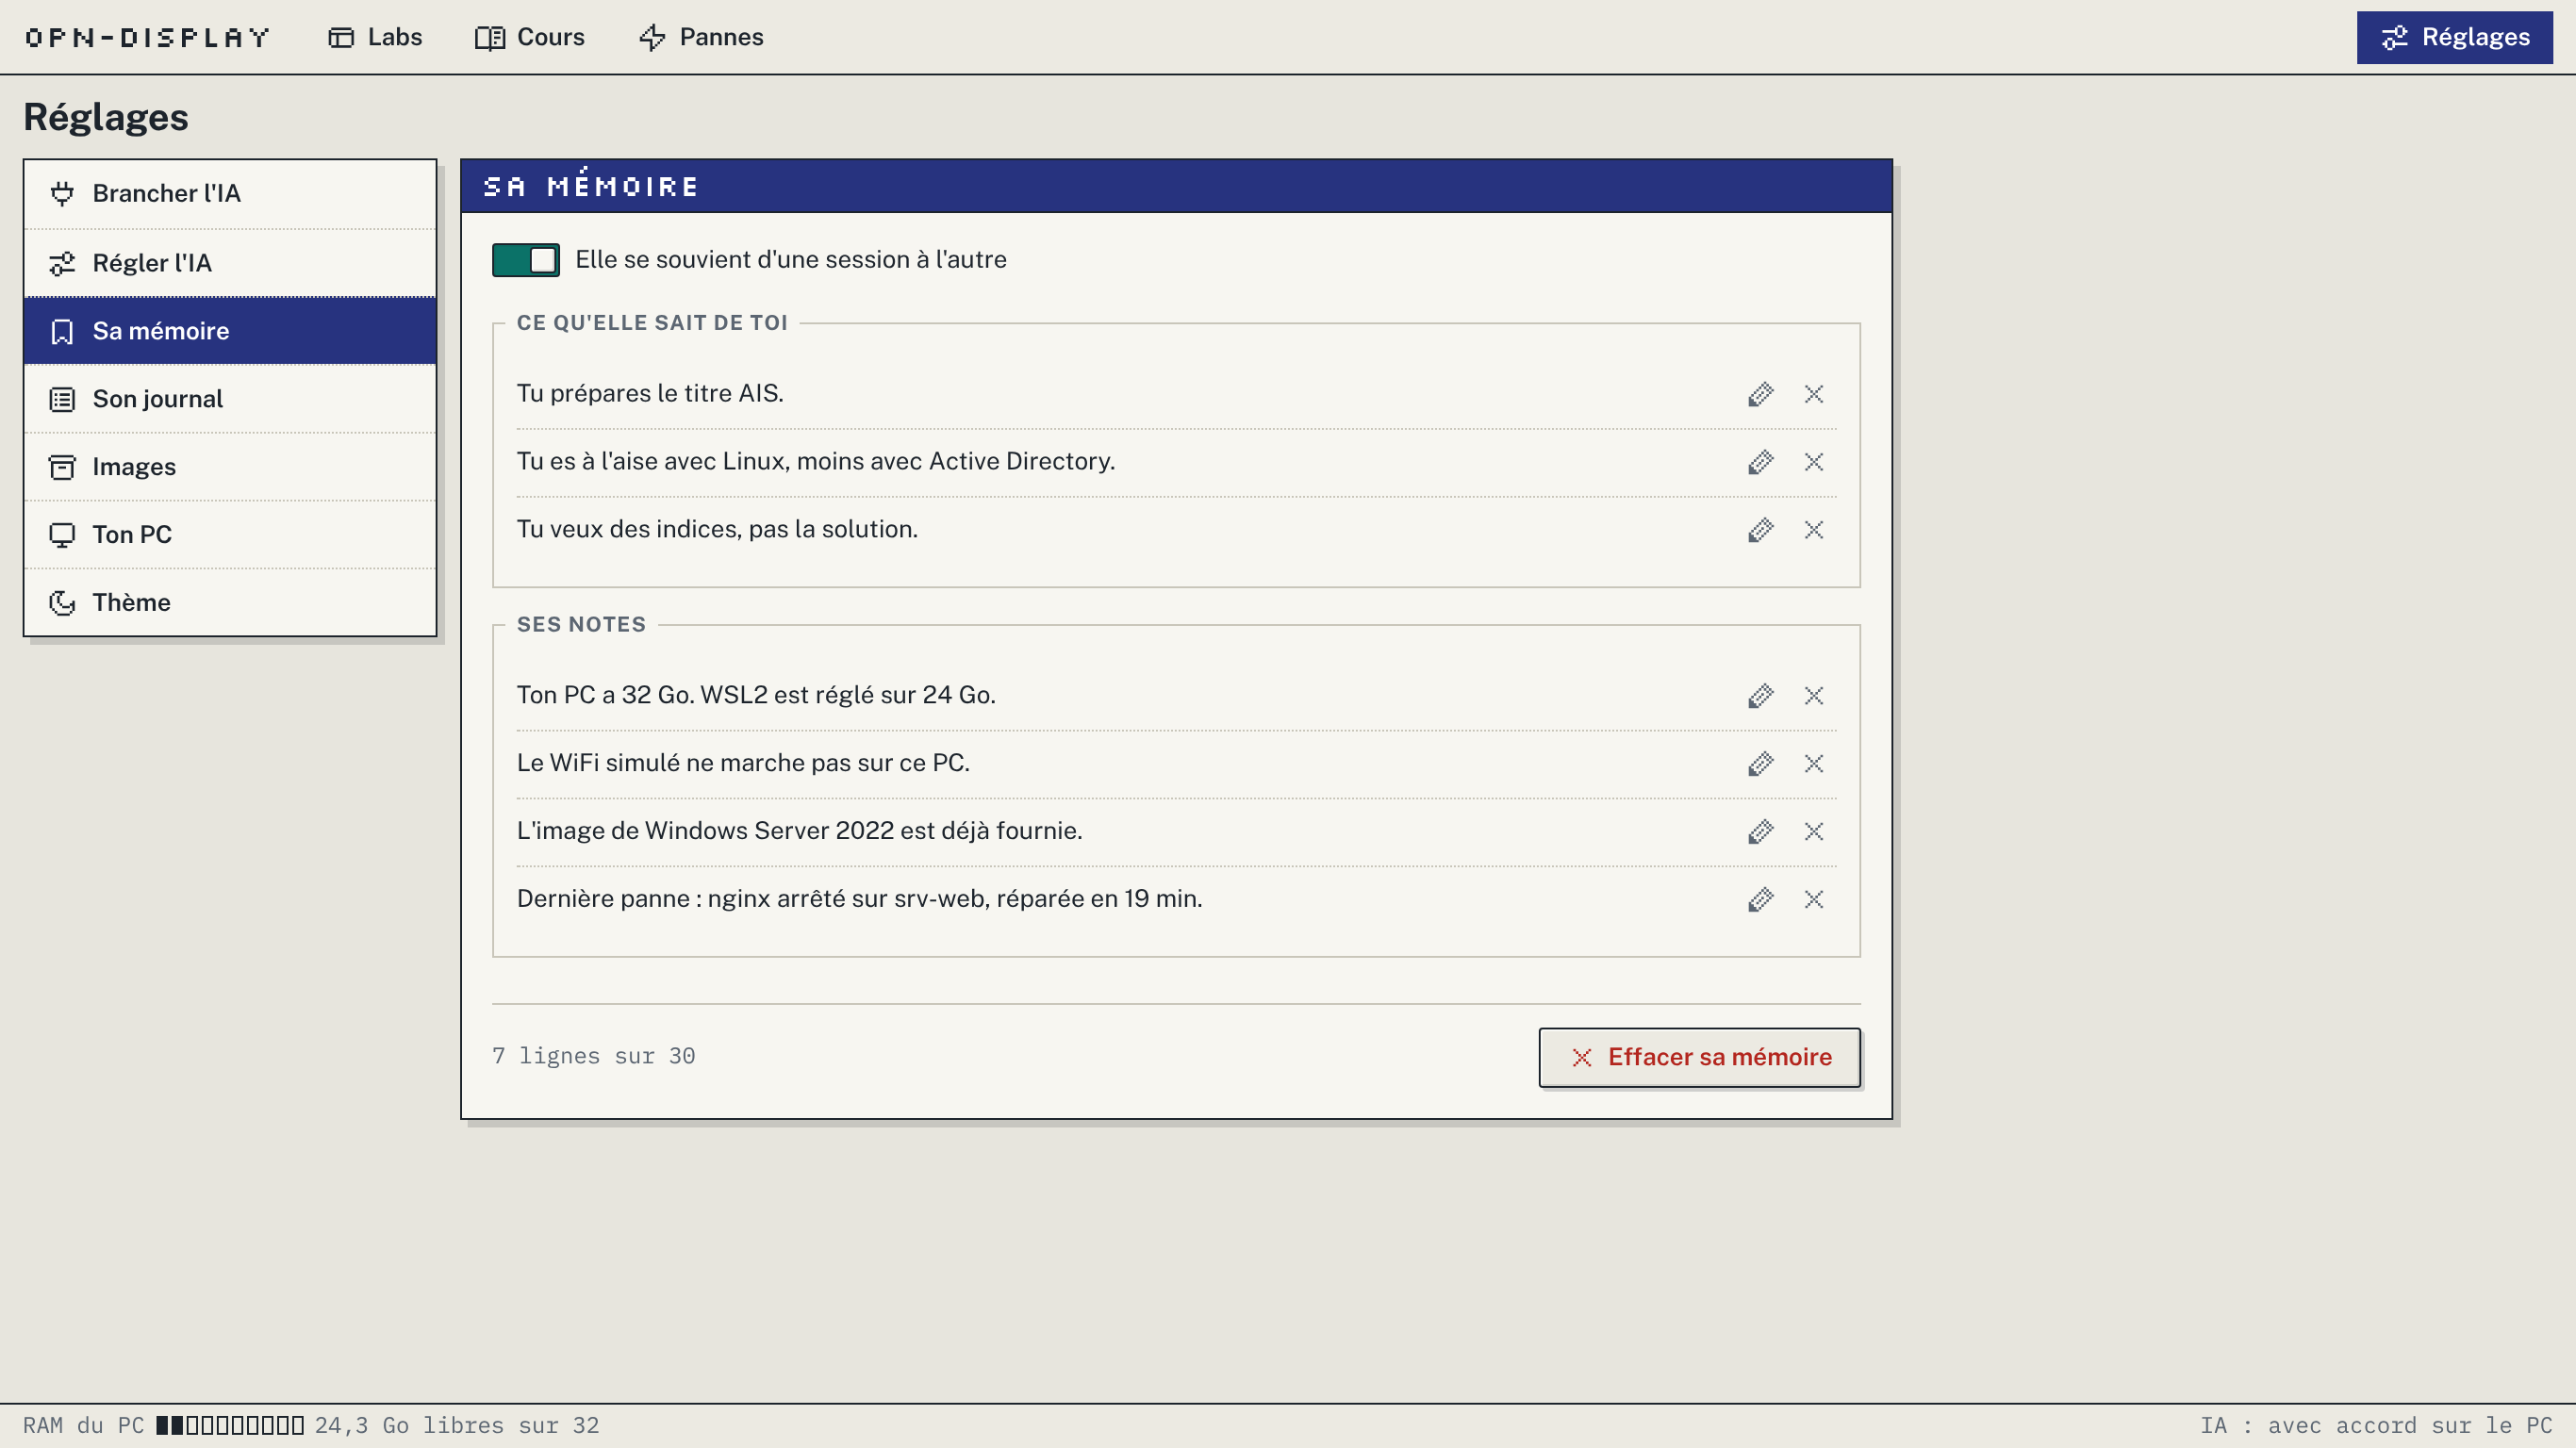 OPN-DISPLAY
Labs
Cours
Pannes
Réglages
Réglages
Brancher l'IA
Régler l'IA
Sa mémoire
Son journal
Images
Ton PC
Thème
SA MÉMOIRE
Elle se souvient d'une session à l'autre
CE QU'ELLE SAIT DE TOI
Tu prépares le titre AIS.
Tu es à l'aise avec Linux, moins avec Active Directory.
Tu veux des indices, pas la solution.
SES NOTES
Ton PC a 32 Go. WSL2 est réglé sur 24 Go.
Le WiFi simulé ne marche pas sur ce PC.
L'image de Windows Server 2022 est déjà fournie.
Dernière panne : nginx arrêté sur srv-web, réparée en 19 min.
7 lignes sur 30
Effacer sa mémoire
RAM du PC 24,3 Go libres sur 32
IA : avec accord sur le PC